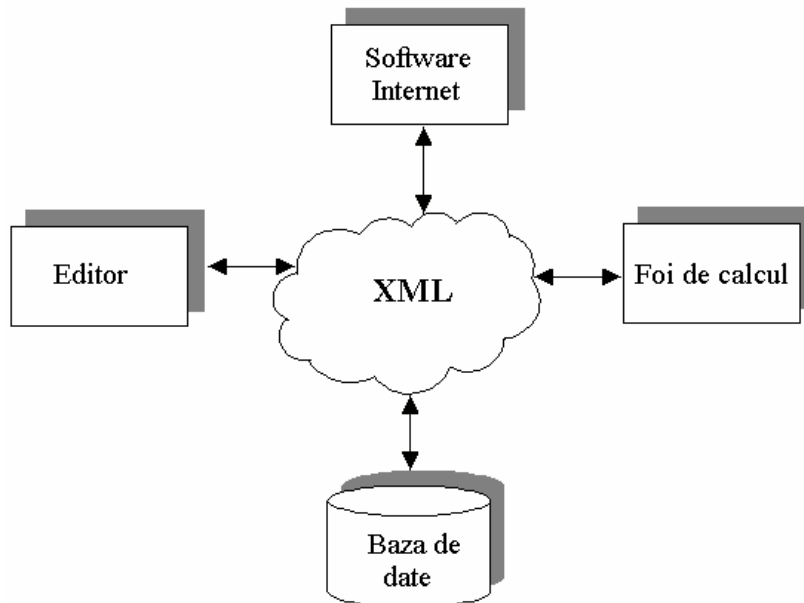 Software
Internet
Editor
XML
Foi de calcul
Baza de
date